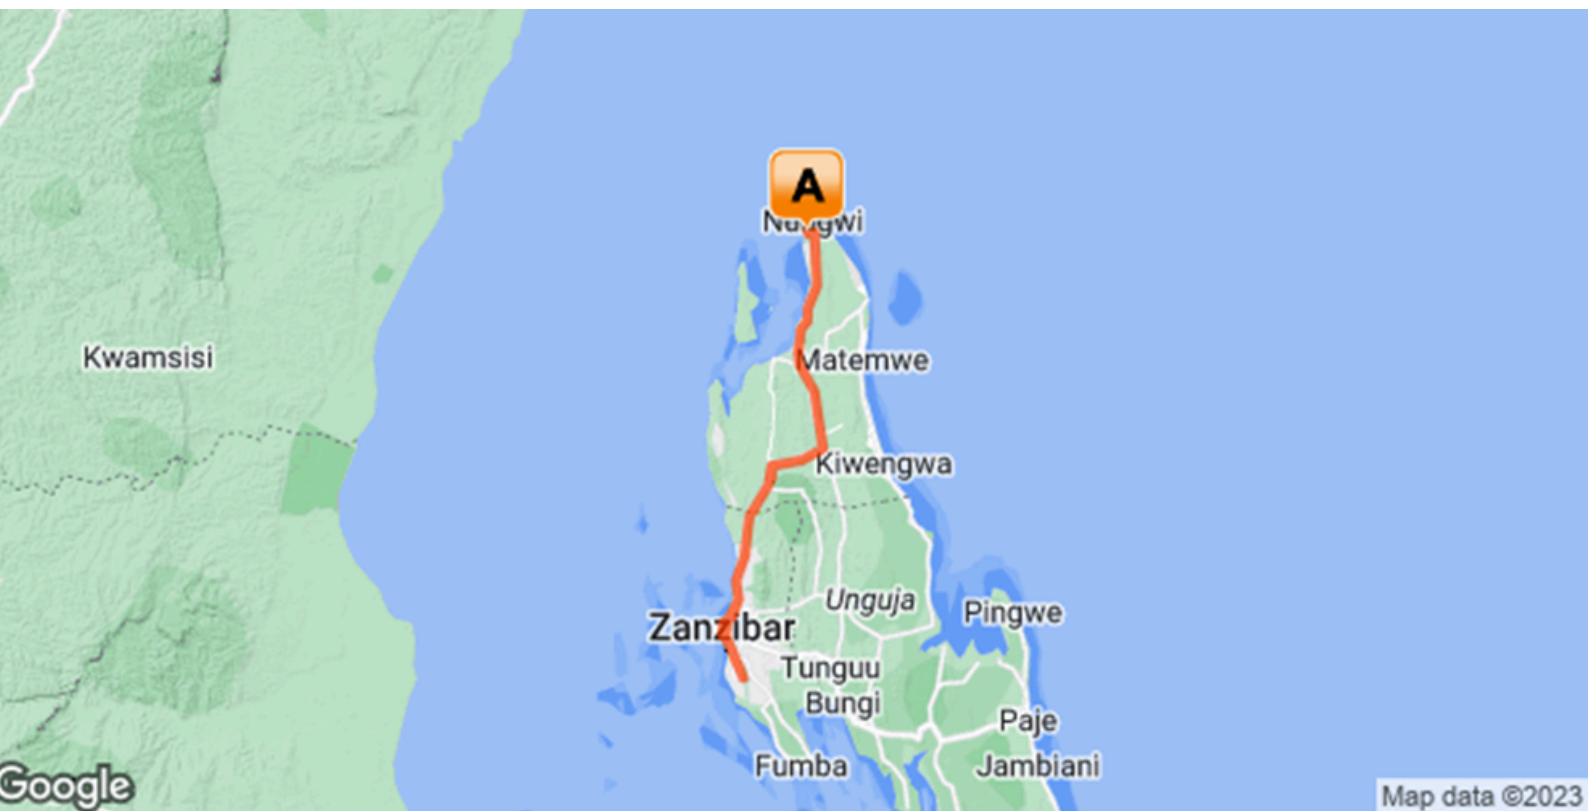 A
Kwamsisi
Matemwe
Kiwengwa
Unguja
Pingwe
Zanzibar
Tunguu
Bungi
Paje
Fumba
Jambiani
Google
Map data ©2023